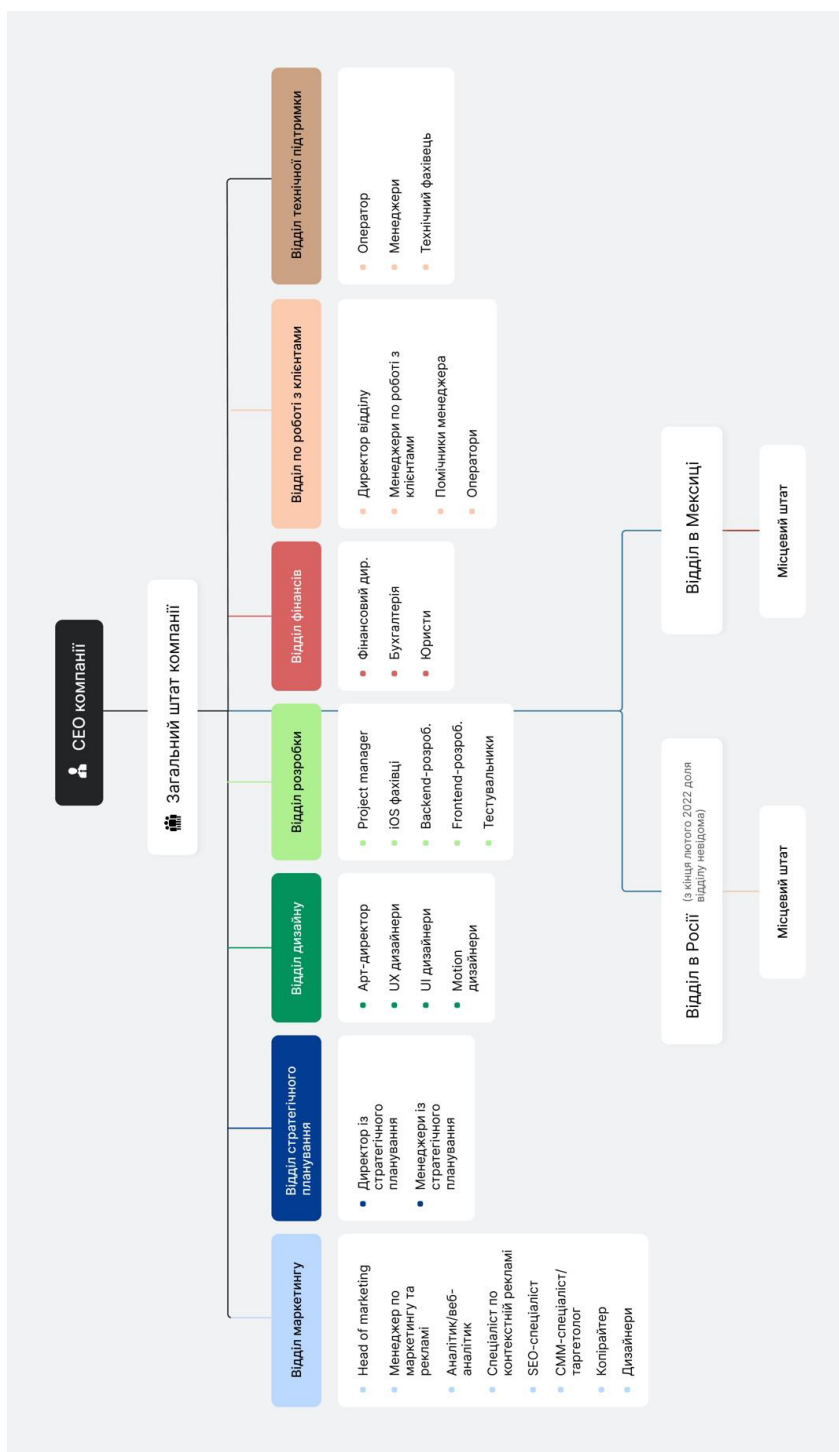 CEO компанії
Загальний штат компанії
Відділ маркетингу
Head of marketing
Менеджер по
маркетингу та
рекламі
Аналітик/веб-
аналітик
Спеціаліст по
контекстній рекламі
SEO-спеціаліст
СММ-спеціаліст/
таргетолог
Копірайтер
Дизайнери
Відділ стратегічного
планування
Директор із
стратегічного
планування
Менеджери із
стратегічного
планування
Відділ дизайну
Арт-директор
UX дизайнери
UI дизайнери
Motion
дизайнери
Відділ розробки
Project manager
iOS фахівці
Backend-розроб.
Frontend-розроб.
Тестувальники
Відділ фінансів
Фінансовий дир.
Бухгалтерія
Юристи
Відділ по роботі з клієнтами
Директор відділу
Менеджери по роботі з
клієнтами
Помічники менеджера
Оператори
Відділ технічної підтримки
Оператор
Менеджери
Технічний фахівець
Відділ в Росії
(з кінця лютого 2022 доля
відділу невідома)
Місцевий штат
Відділ в Мексиці
Місцевий штат